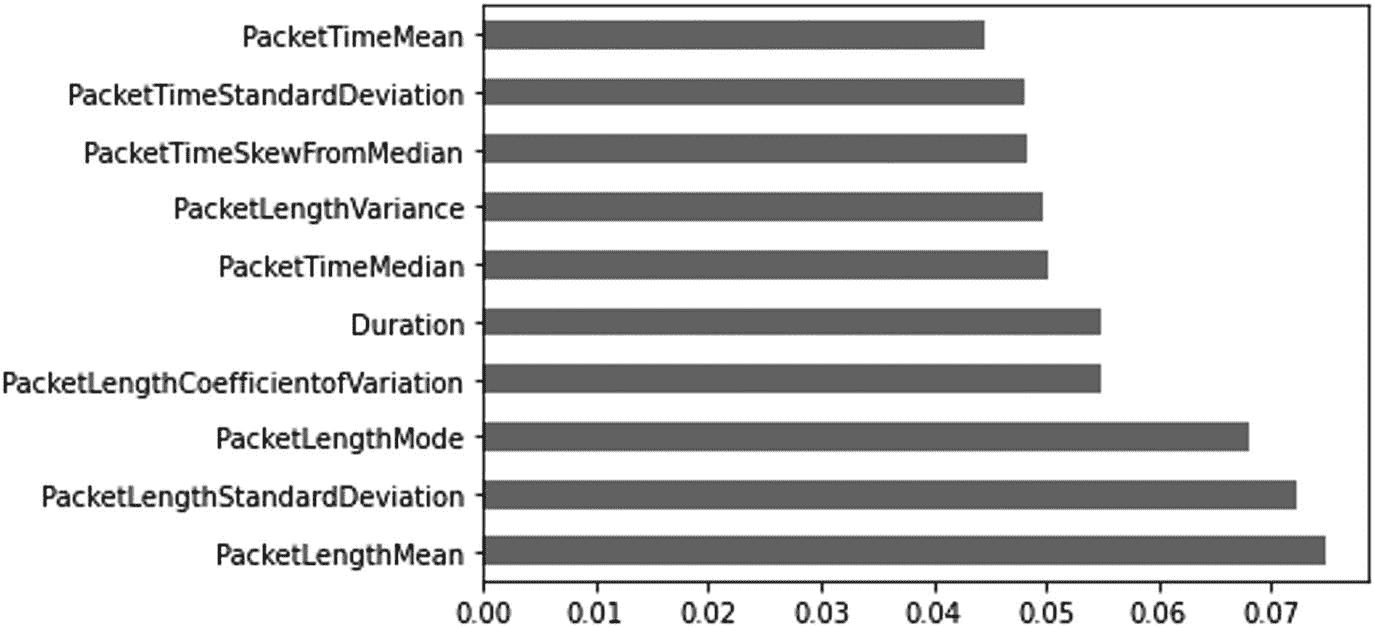 PacketTimeMean
PacketTimeStandardDeviation
PacketTimeSkewFromMedian
PacketLengthVariance
PacketTimeMedian
Duration
PacketLengthCoefficientofVariation
PacketLengthMode
PacketLengthStandardDeviation
PacketLengthMean
0.00 0.01 0.02 0.03 0.04 0.05 0.06 0.07